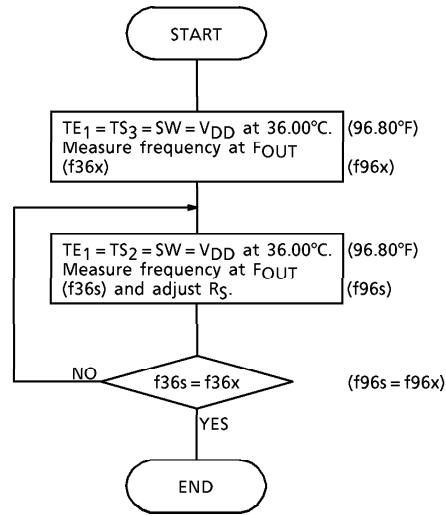 START
TE1 = TS3 = SW = VDD at 36.00°C. (96.80°F)
Measure frequency at FOUT
(f36x) (f96x)
TE1 = TS2 = SW = VDD at 36.00°C. (96.80°F)
Measure frequency at FOUT
(f36s) and adjust RS. (f96s)
NO f36s = f36x (f96s = f96x)
YES
END